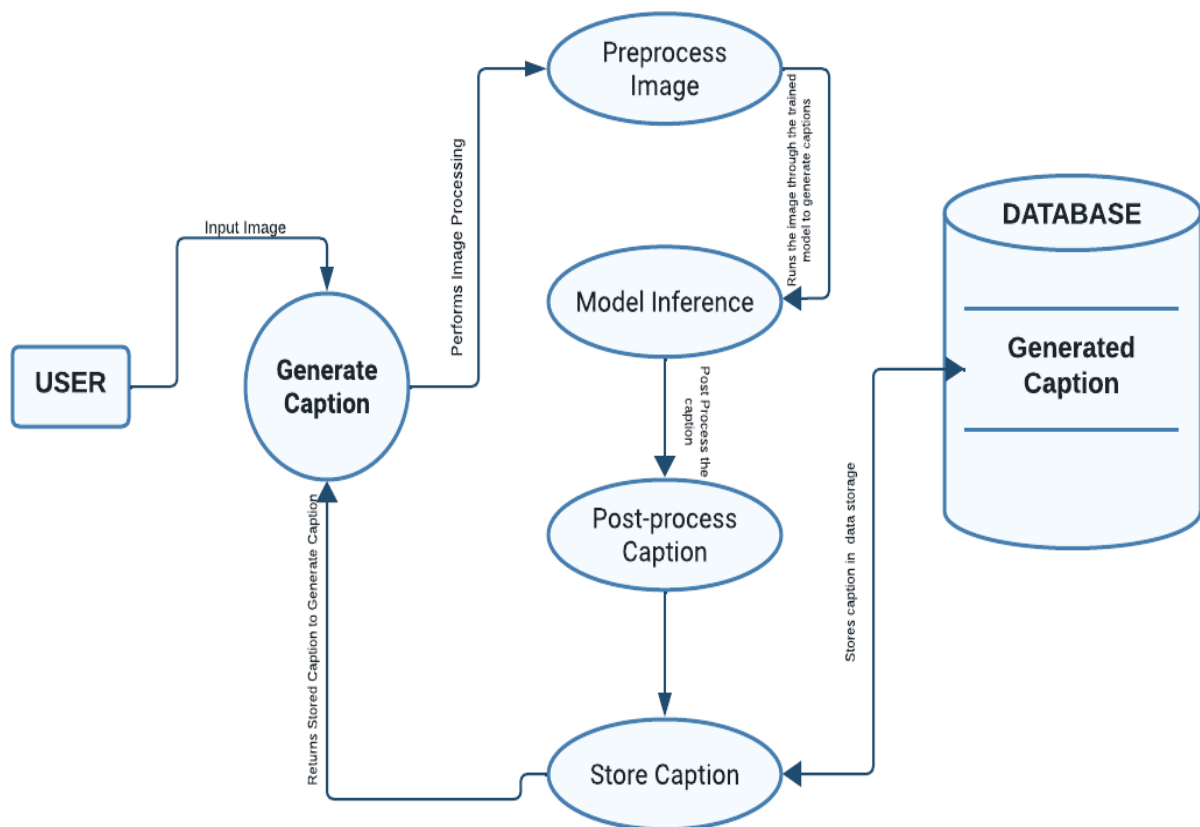 Preprocess
Image
Runs the image through the trained
model to generate captions
Performs Image Processing
DATABASE
Input Image
Model Inference
Generated
Caption
USER
Generate
Caption
Post Process the
caption
Post-process
Caption
Stores caption in data storage
Returns Stored Caption to Generate Caption
Store Caption